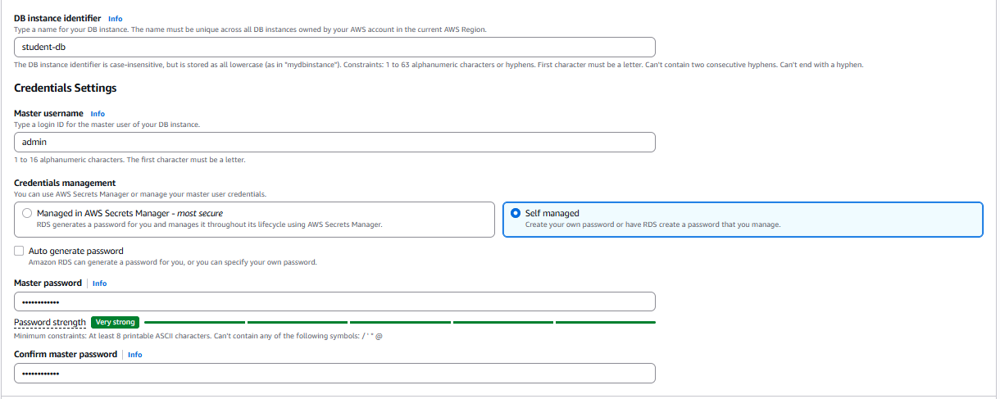 DB instance identifier Info
Type a name for your DB instance. The name must be unique across all DB instances owned by your AWS account in the current AWS Region.
student-db
The DB instance identifier is case-insensitive, but is stored as all lowercase (as in "mydbinstance"). Constraints: 1 to 63 alphanumeric characters or hyphens. First character must be a letter. Can't contain two consecutive hyphens. Can't end with a hyphen.
Credentials Settings
Master username Info
Type a login ID for the master user of your DB instance.
admin
1 to 16 alphanumeric characters. The first character must be a letter.
Credentials management
You can use AWS Secrets Manager or manage your master user credentials.
Managed in AWS Secrets Manager - most secure
RDS generates a password for you and manages it throughout its lifecycle using AWS Secrets Manager.
Self managed
Create your own password or have RDS create a password that you manage.
Auto generate password
Amazon RDS can generate a password for you, or you can specify your own password.
Master password Info
••••••••••••
Password strength Very strong
Minimum constraints: At least 8 printable ASCII characters. Can't contain any of the following symbols: / ' " @
Confirm master password Info
••••••••••••